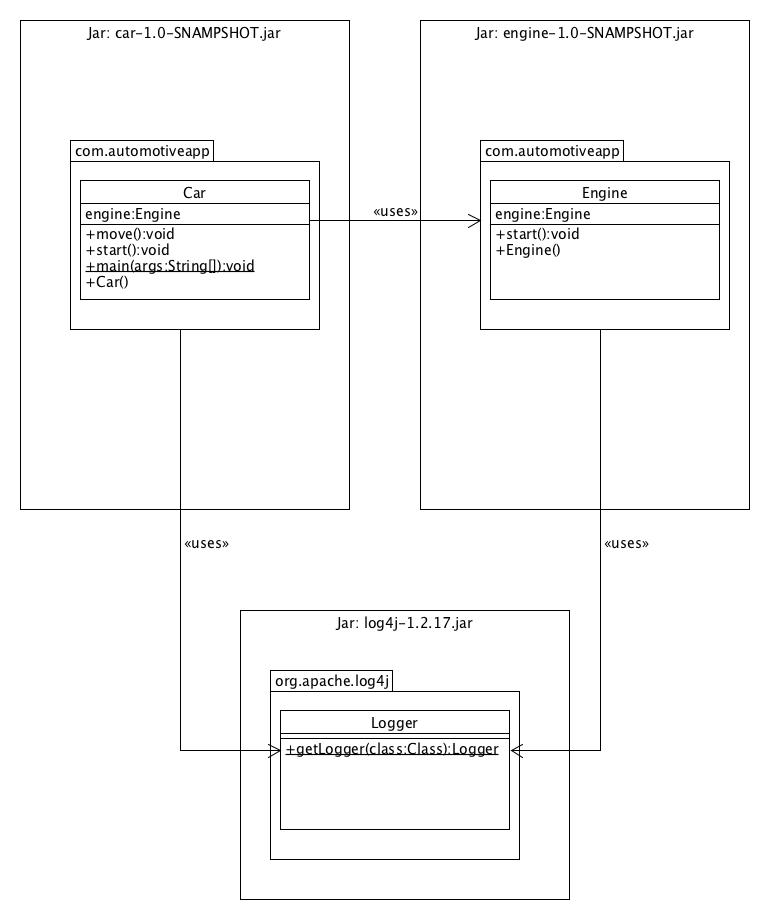 Jar: car-1.0-SNAMPSHOT.jar
Jar: engine-1.0-SNAMPSHOT.jar
com.automotiveapp
com.automotiveapp
Car
Engine
engine:Engine
«uses»
engine:Engine
+move():void
+start():void
+main(args:String[]):void
+Car()
+start():void
+Engine()
«uses»
«uses»
Jar: log4j-1.2.17.jar
org.apache.log4j
Logger
+getLogger(class:Class):Logger